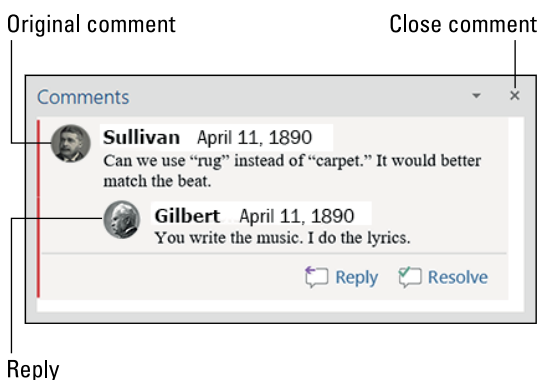 Original comment
Close comment
Comments
Sullivan April 11, 1890
Can we use “rug” instead of “carpet.” It would better
match the beat.
Gilbert April 11, 1890
You write the music. I do the lyrics.
Reply
Resolve
Reply